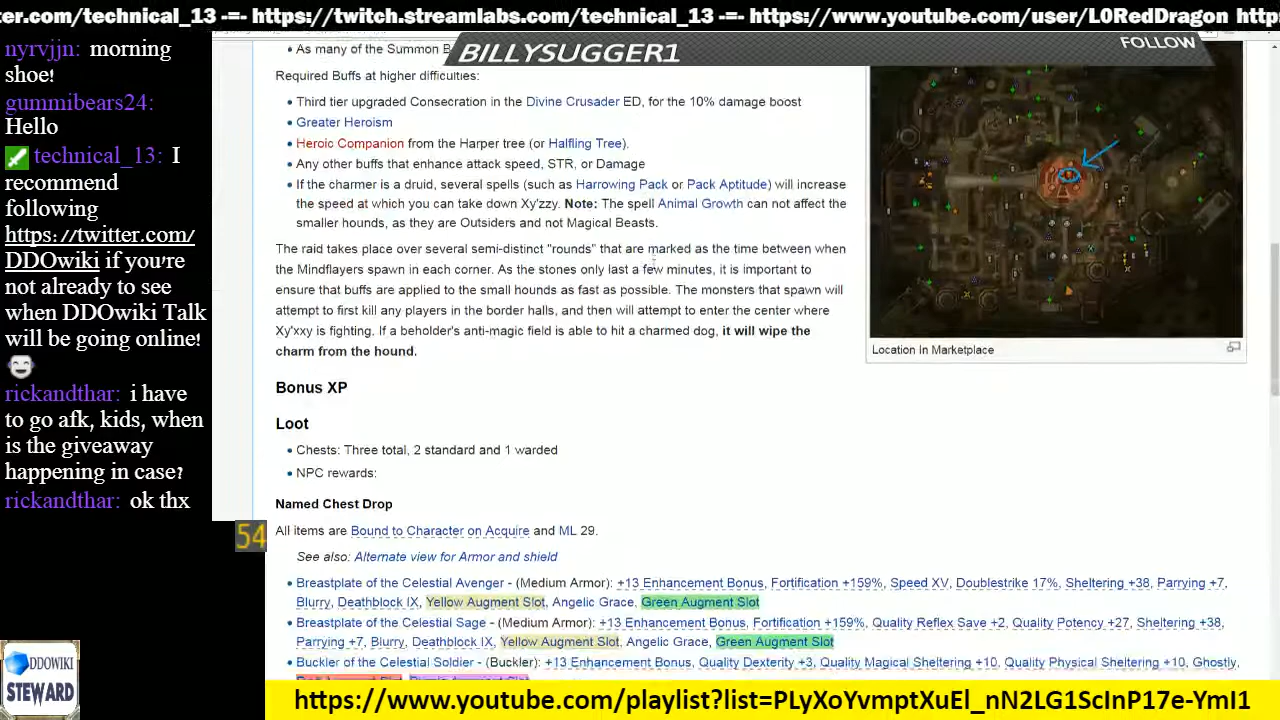 ter.com/technical_13 -=- https://twitch.streamlabs.com/technical_13 -=- https://www.youtube.com/user/L0RedDragon http
nyrvjjn: morning
shoe!
gummibears24:
Hello
technical_13: I
recommend
following
https://twitter.com/
DDOwiki if you're
not already to see
when DDOwiki Talk
will be going online!
rickandthar: i have
to go afk, kids, when
is the giveaway
happening in case?
rickandthar: ok thx
54
DDOWIKI
STEWARD
BILLYSUGGER1
FOLLOW
As many of the Summon B
Required Buffs at higher difficulties:
Third tier upgraded Consecration in the Divine Crusader ED, for the 10% damage boost
Greater Heroism
Heroic Companion from the Harper tree (or Halfling Tree).
Any other buffs that enhance attack speed, STR, or Damage
If the charmer is a druid, several spells (such as Harrowing Pack or Pack Aptitude) will increase
the speed at which you can take down Xy'zzy. Note: The spell Animal Growth can not affect the
smaller hounds, as they are Outsiders and not Magical Beasts.
The raid takes place over several semi-distinct "rounds" that are marked as the time between when
the Mindflayers spawn in each corner. As the stones only last a few minutes, it is important to
ensure that buffs are applied to the small hounds as fast as possible. The monsters that spawn will
attempt to first kill any players in the border halls, and then will attempt to enter the center where
Xy'xxy is fighting. If a beholder's anti-magic field is able to hit a charmed dog, it will wipe the
charm from the hound.
Location In Marketplace
Bonus XP
Loot
Chests: Three total, 2 standard and 1 warded
NPC rewards:
Named Chest Drop
All items are Bound to Character on Acquire and ML 29.
See also: Alternate view for Armor and shield
Breastplate of the Celestial Avenger - (Medium Armor): +13 Enhancement Bonus, Fortification +159%, Speed XV, Doublestrike 17%, Sheltering +38, Parrying +7,
Blurry, Deathblock IX, Yellow Augment Slot, Angelic Grace, Green Augment Slot
Breastplate of the Celestial Sage - (Medium Armor): +13 Enhancement Bonus, Fortification +159%, Quality Reflex Save +2, Quality Potency +27, Sheltering +38,
Parrying +7, Blurry, Deathblock IX, Yellow Augment Slot, Angelic Grace, Green Augment Slot
Buckler of the Celestial Soldier - (Buckler): +13 Enhancement Bonus, Quality Dexterity +3, Quality Magical Sheltering +10, Quality Physical Sheltering +10, Ghostly,
https://www.youtube.com/playlist?list=PLyXoYvmptXuEl_nN2LG1ScInP17e-YmI1